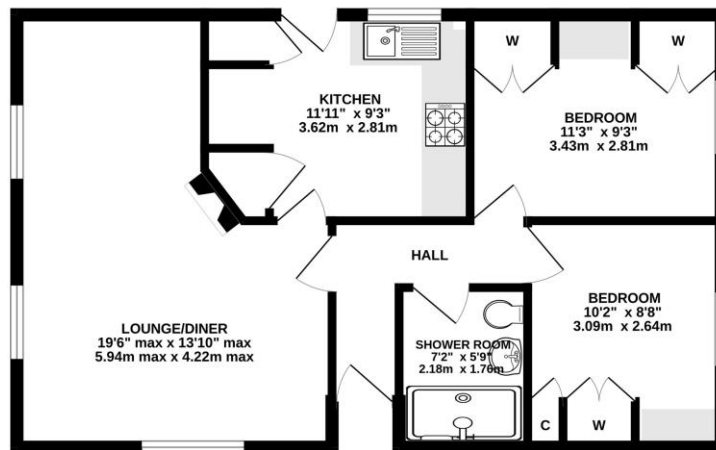 W
W
KITCHEN
11'11" x 9'3"
3.62m x 2.81m
BEDROOM
11'3" x 9'3"
3.43m x 2.81m
HALL
LOUNGE/DINER
19'6" max x 13'10" max
5.94m max x 4.22m max
SHOWER ROOM
7'2" x 5'9"
2.18m x 1.76m
BEDROOM
10'2" x 8'8"
3.09m x 2.64m
C
W